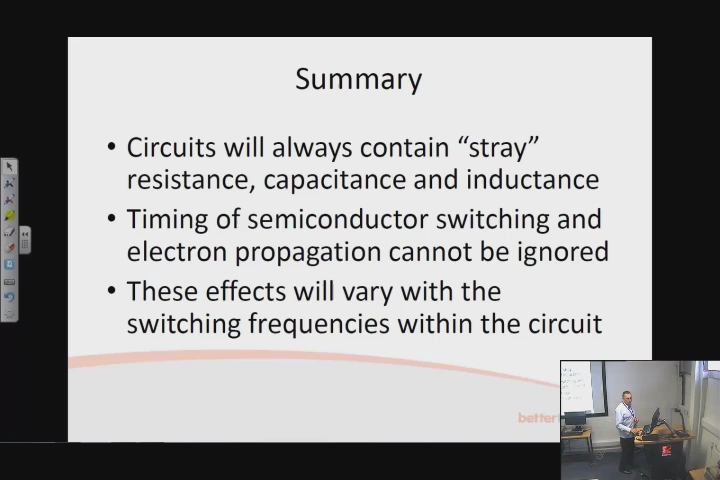 Summary
• Circuits will always contain “stray”
resistance, capacitance and inductance
• Timing of semiconductor switching and
electron propagation cannot be ignored
• These effects will vary with the
switching frequencies within the circuit
better